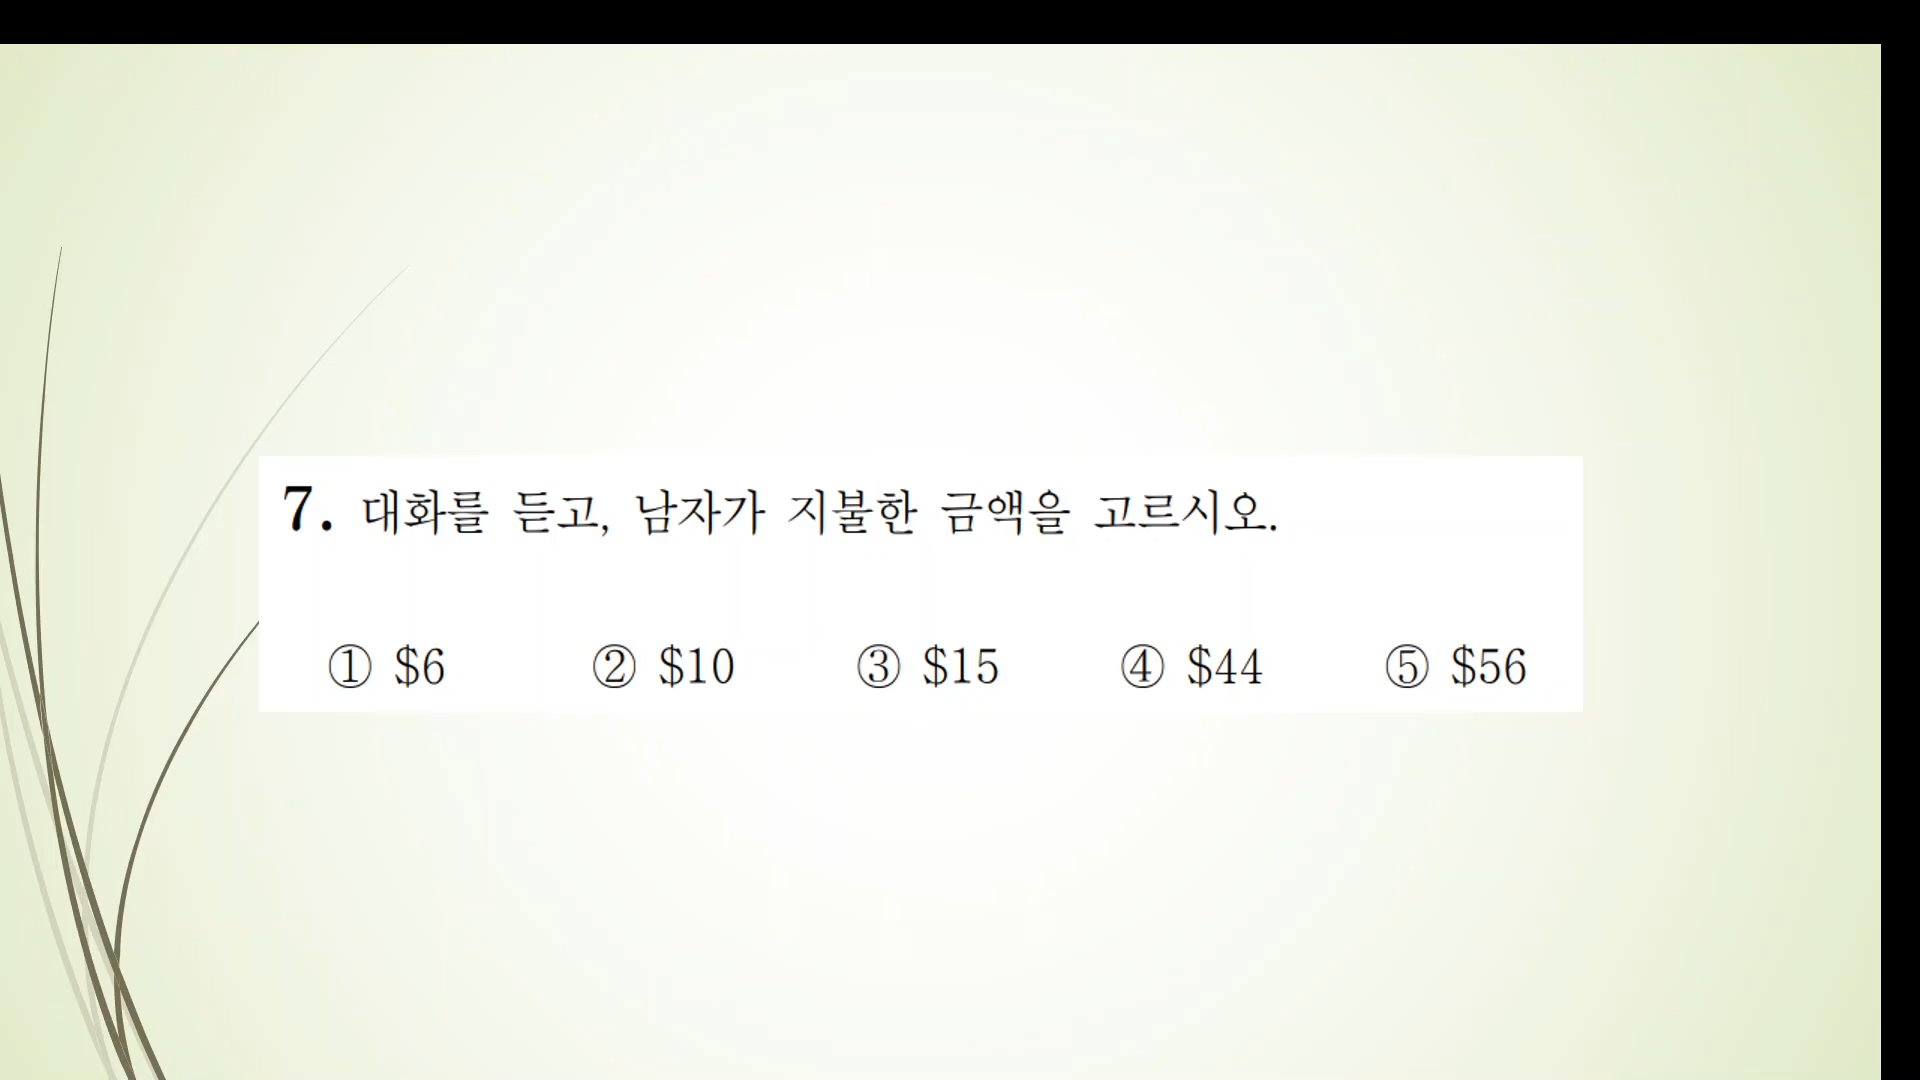 7. 대화를 듣고, 남자가 지불한 금액을 고르시오.
① $6 ② $10 ③ $15 ④ $44 ⑤ $56